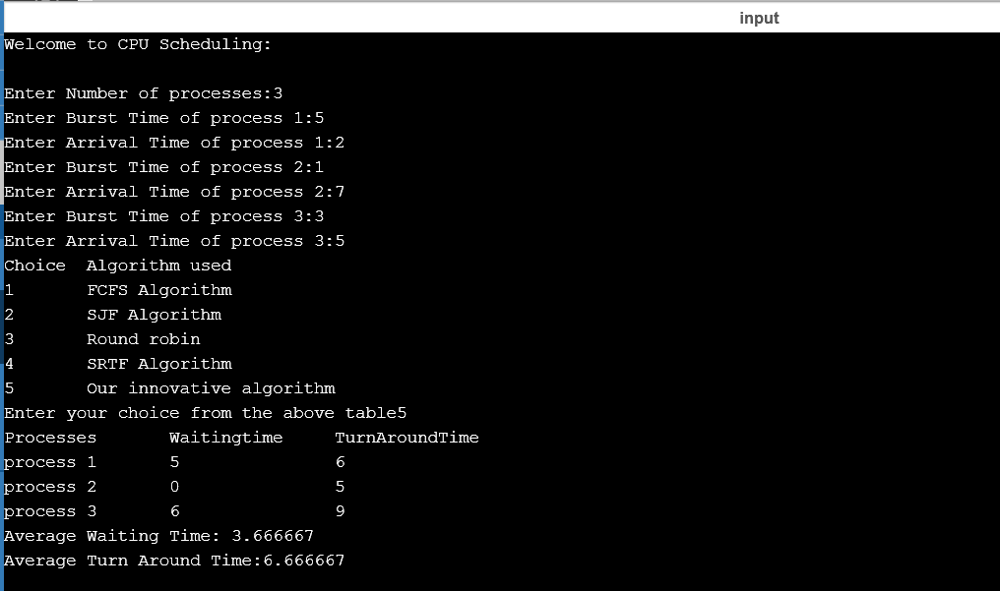 input
Welcome to CPU Scheduling:
Enter Number of processes:3
Enter Burst Time of process 1:5
Enter Arrival Time of process 1:2
Enter Burst Time of process 2:1
Enter Arrival Time of process 2:7
Enter Burst Time of process 3:3
Enter Arrival Time of process 3:5
Choice  Algorithm used
1       FCFS Algorithm
2       SJF Algorithm
3       Round robin
4       SRTF Algorithm
5       Our innovative algorithm
Enter your choice from the above table5
Processes       Waitingtime     TurnAroundTime
process 1       5               6
process 2       0               5
process 3       6               9
Average Waiting Time: 3.666667
Average Turn Around Time:6.666667